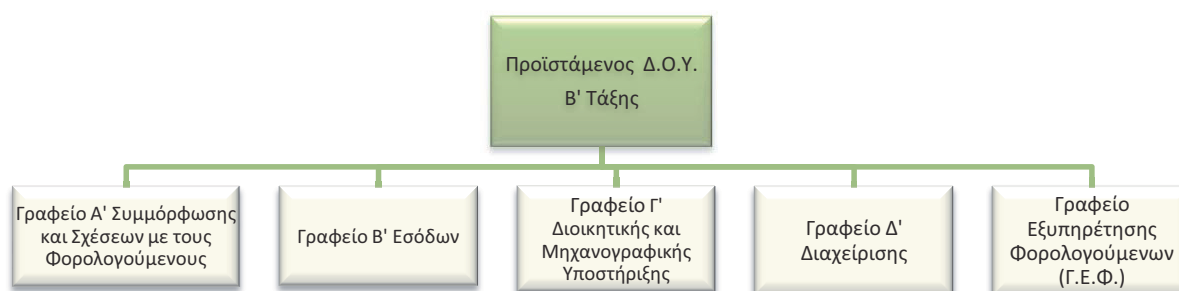 Προϊστάμενος Δ.Ο.Υ.
Β' Τάξης
Γραφείο Α' Συμμόρφωσης
και Σχέσεων με τους
Φορολογούμενους
Γραφείο Β' Εσόδων
Γραφείο Γ'
Διοικητικής και
Μηχανογραφικής
Υποστήριξης
Γραφείο Δ'
Διαχείρισης
Γραφείο
Εξυπηρέτησης
Φορολογούμενων
(Γ.Ε.Φ.)